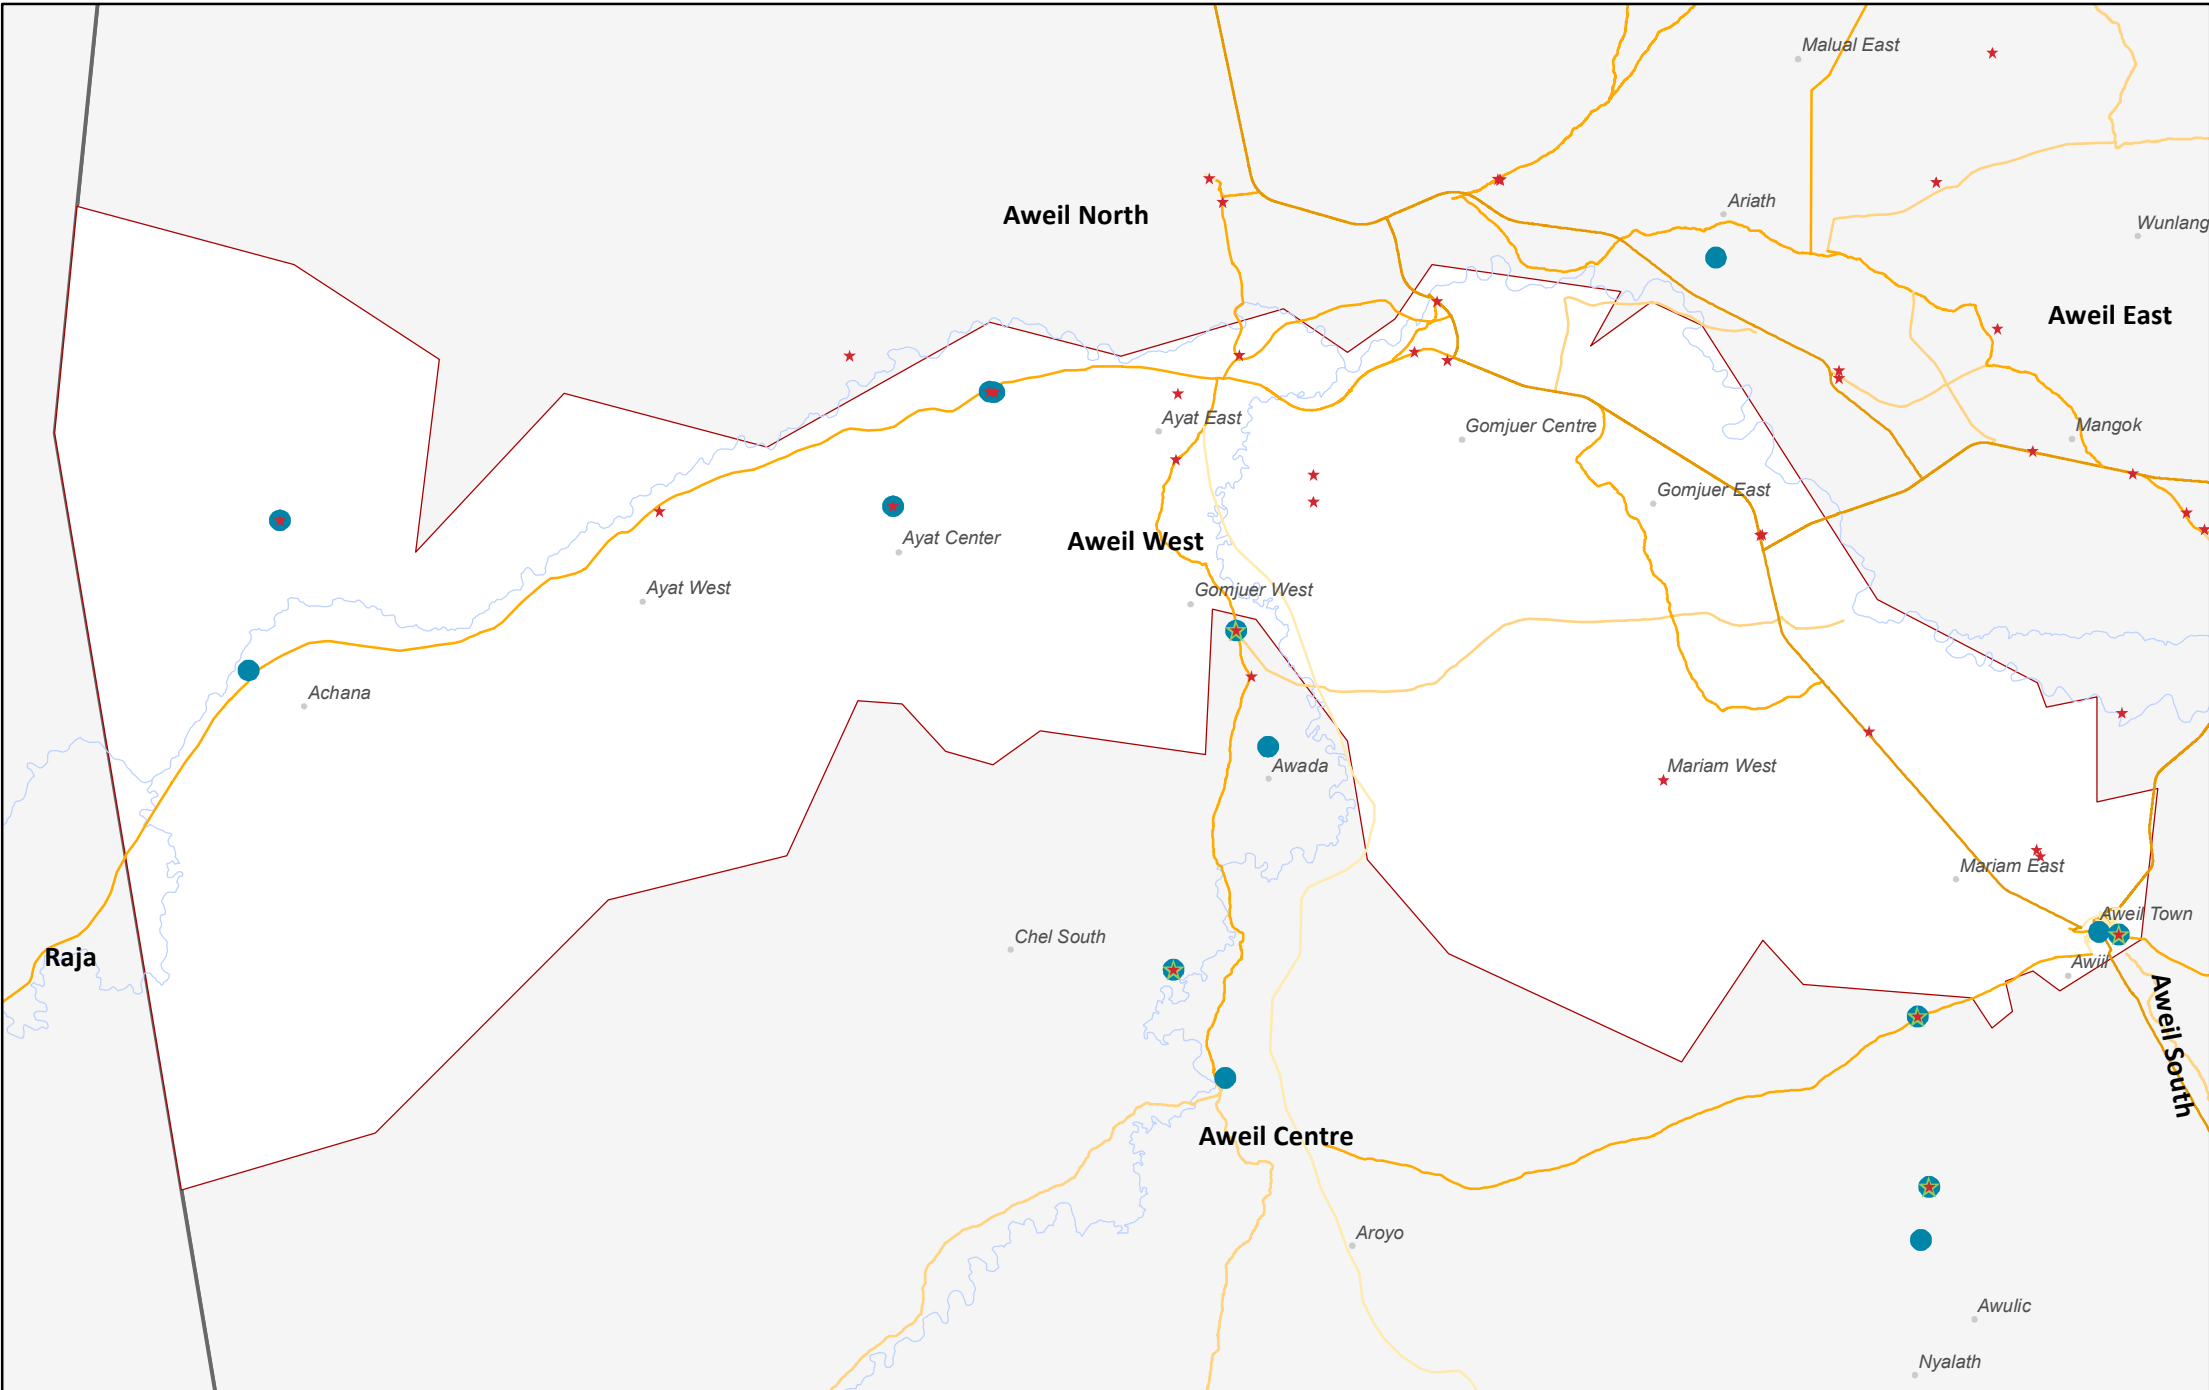 Malual East
Ariath
Aweil North
Wunlang
Aweil East
Ayat East
Gomjuer Centre
Mangok
Gomjuer East
Ayat Center
Aweil West
Ayat West
Gomjuer West
Achana
Awada
Mariam West
Mariam East
Aweil Town
Chel South
Raja
Awiil
Aweil South
Aweil Centre
Aroyo
Awulic
Nyalath